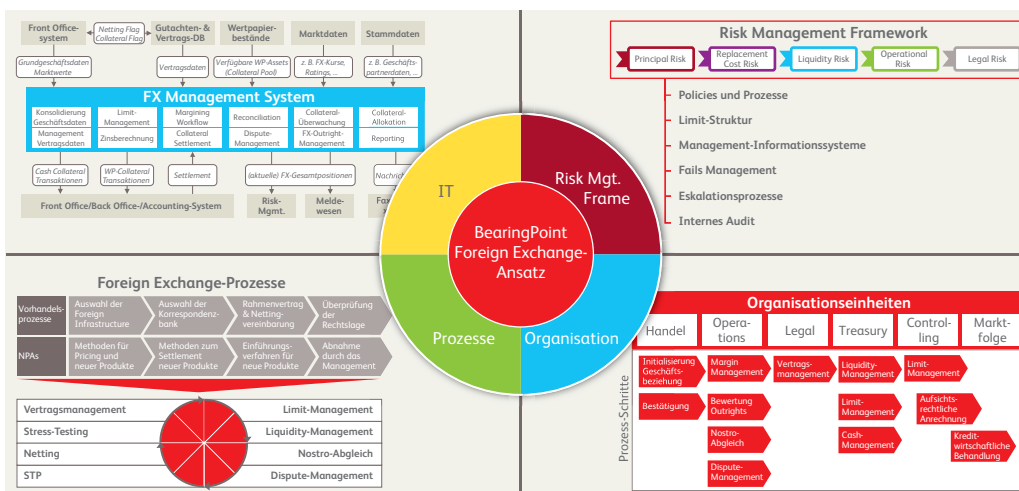 Front Office-
system
Netting Flag
Collateral Flag
Gutachten- &
Vertrags-DB
Wertpapier-
bestände
Marktdaten
Stammdaten
Grundgeschäftsdaten
Marktwerte
Vertragsdaten
Verfügbare WP-Assets
(Collateral Pool)
z. B. FX-Kurse,
Ratings, ...
z. B. Geschäfts-
partnerdaten, ...
FX Management System
Konsolidierung
Geschäftsdaten
Limit-
Management
Margining
Workflow
Reconciliation
Collateral-
Überwachung
Collateral-
Allokation
Management
Vertragsdaten
Zinsberechnung
Collateral
Settlement
Dispute-
Management
FX-Outright-
Management
Reporting
Cash Collateral
Transaktionen
WP-Collateral
Transaktionen
Settlement
(aktuelle) FX-Gesamtpositionen
Front Office/Back Office-/Accounting-System
Risk-
Mgmt.
Melde-
wesen
Risk Management Framework
Principal Risk
Replacement
Cost Risk
Liquidity Risk
Operational
Risk
Legal Risk
Policies und Prozesse
Limit-Struktur
Management-Informationssysteme
Fails Management
Eskalationsprozesse
Internes Audit
IT
Risk Mgt.
Frame
BearingPoint
Foreign Exchange-
Ansatz
Prozesse
Organisation
Foreign Exchange-Prozesse
Vorhandels-
prozesse
Auswahl der
Foreign
Infrastructure
Auswahl der
Korrespondenz-
bank
Rahmenvertrag
& Netting-
vereinbarung
Überprüfung
der
Rechtslage
NPAs
Methoden für
Pricing und
neuer Produkte
Methoden zum
Settlement
neuer Produkte
Einführungs-
verfahren für
neue Produkte
Abnahme
durch das
Management
Vertragsmanagement
Limit-Management
Stress-Testing
Liquidity-Management
Netting
Nostro-Abgleich
STP
Dispute-Management
Organisationseinheiten
Handel
Opera-
tions
Legal
Treasury
Control-
ling
Markt-
folge
Prozess-Schritte
Initialisierung
Geschäfts-
beziehung
Margin
Management
Vertrags-
management
Liquidity-
Management
Limit-
Management
Bestätigung
Bewertung
Outrights
Limit-
Management
Aufsichts-
rechtliche
Anrechnung
Nostro-
Abgleich
Cash-
Management
Kredit-
wirtschaftliche
Behandlung
Dispute-
Management